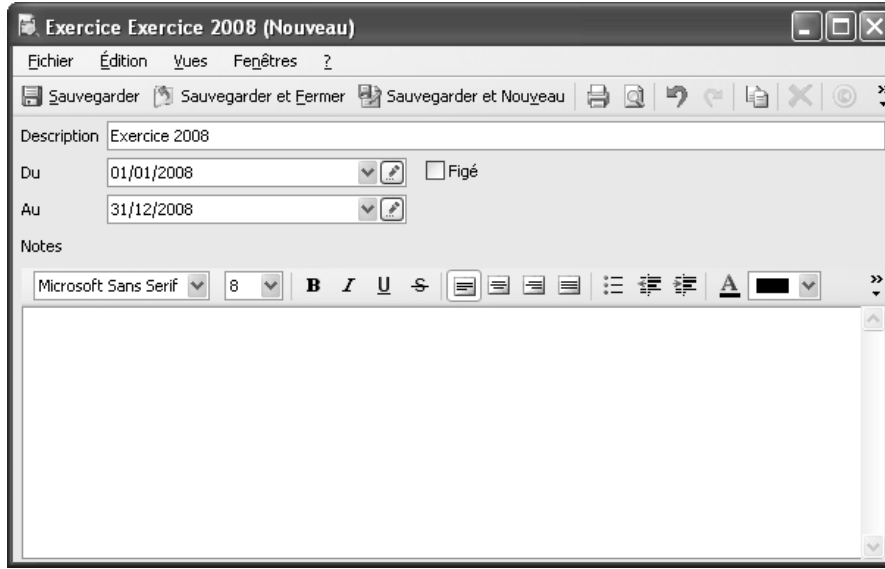 Exercice Exercice 2008 (Nouveau)
Fichier Édition Vues Fenêtres ?
Sauvegarder Sauvegarder et Fermer Sauvegarder et Nouveau
Description Exercice 2008
Du 01/01/2008 Figé
Au 31/12/2008
Notes
Microsoft Sans Serif 8 B I U S A